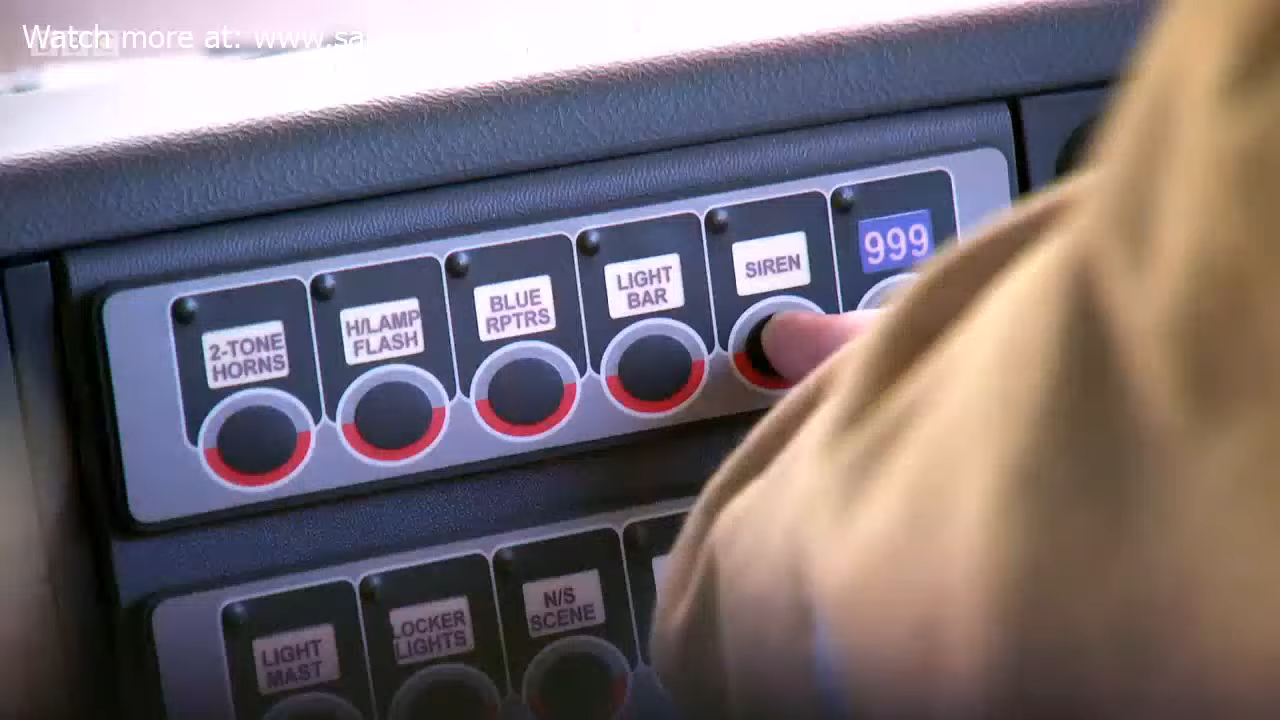 Watch more at: www.sa
BBC
2-TONE
HORNS
H/LAMP
FLASH
BLUE
RPTRS
LIGHT
BAR
SIREN
999
LIGHT
MAST
LOCKER
LIGHTS
N/S
SCENE